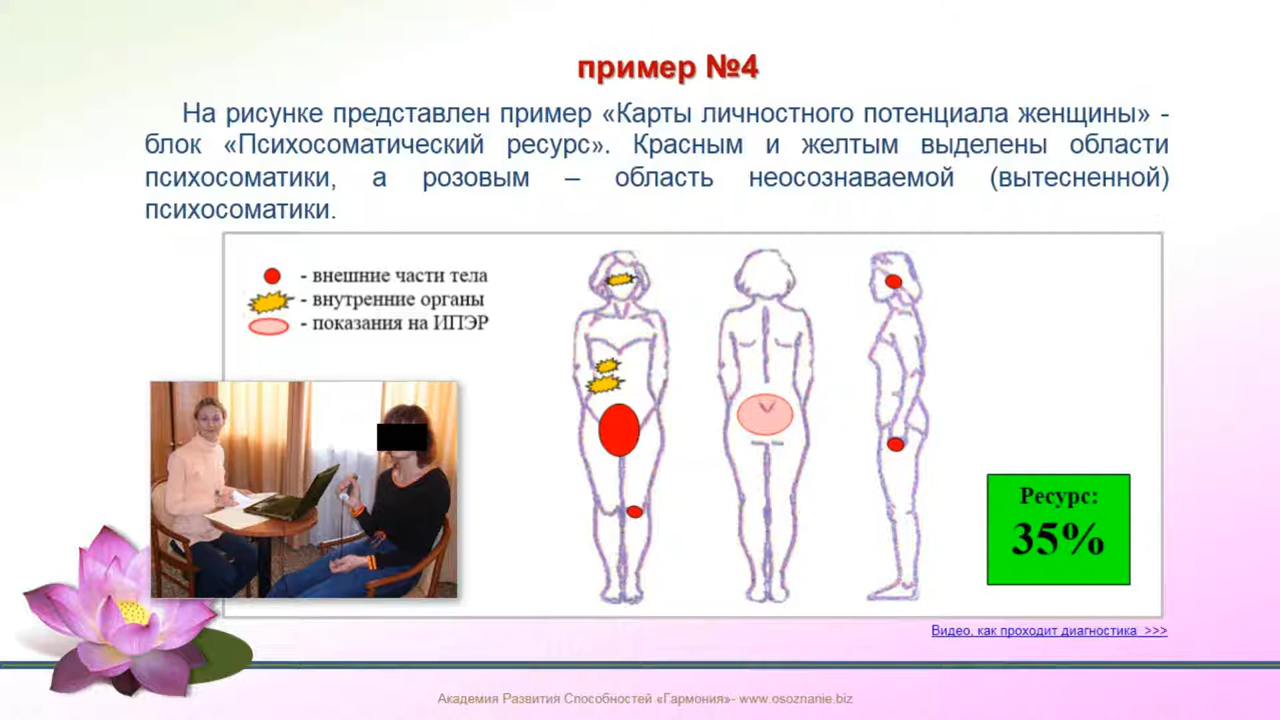 пример №4
На рисунке представлен пример «Карты личностного потенциала женщины» -
блок «Психосоматический ресурс». Красным и желтым выделены области
психосоматики, а розовым – область неосознаваемой (вытесненной)
психосоматики.
- внешние части тела
- внутренние органы
- показания на ИПЭР
Ресурс:
35%
Видео, как проходит диагностика >>>
Академия Развития Способностей «Гармония»- www.osoznanie.biz